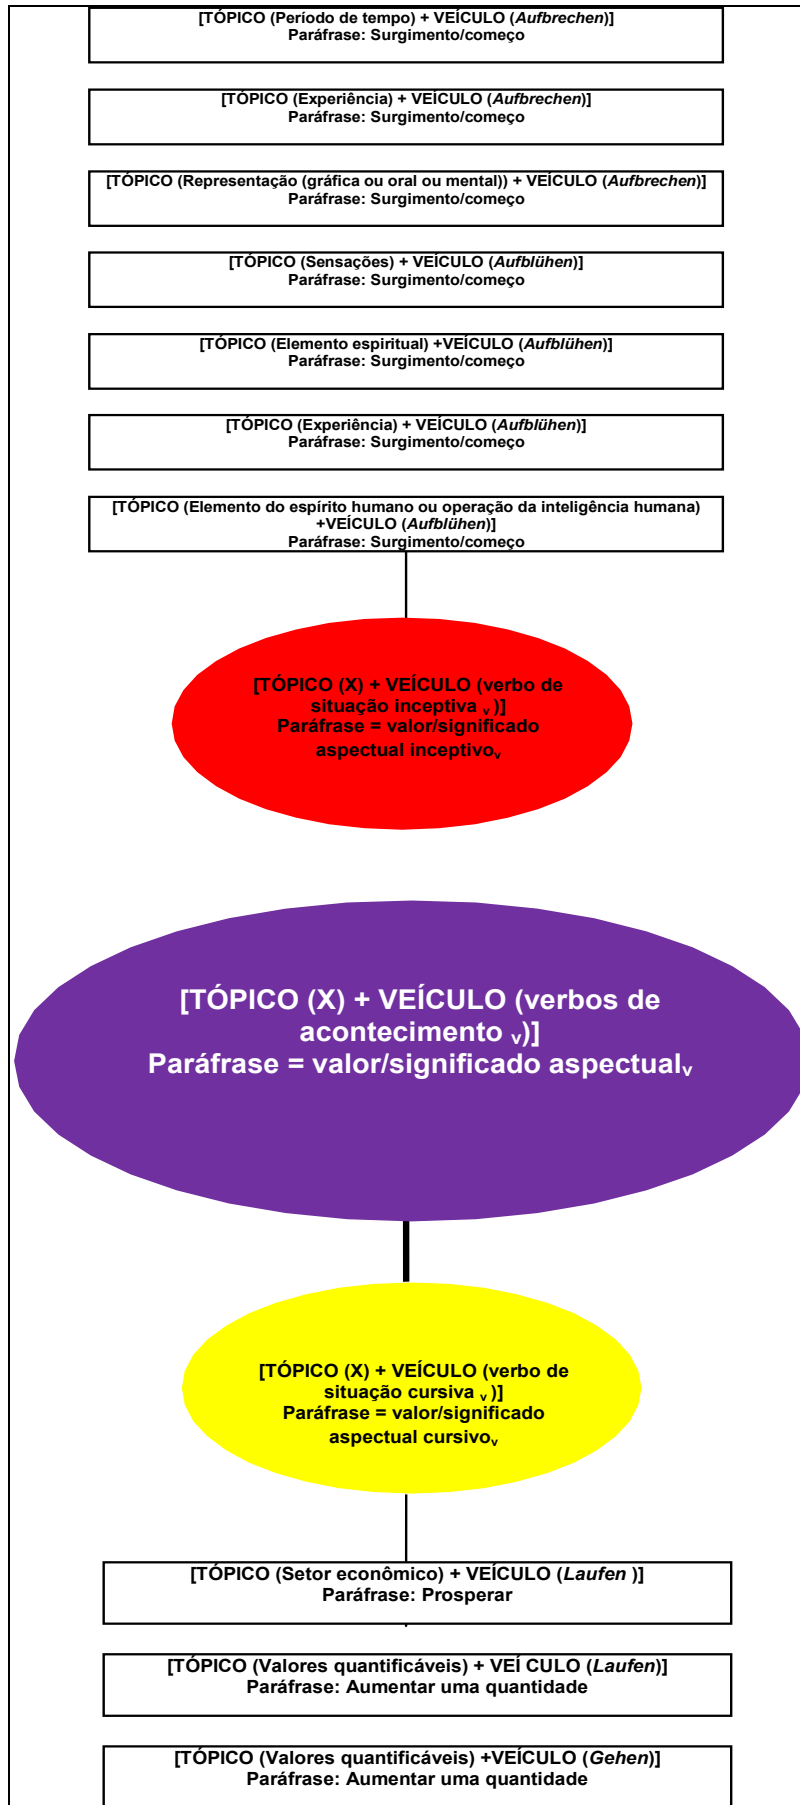 [TÓPICO (Período de tempo) + VEÍCULO (Aufbrechen)]
Paráfrase: Surgimento/começo
[TÓPICO (Experiência) + VEÍCULO (Aufbrechen)]
Paráfrase: Surgimento/começo
[TÓPICO (Representação (gráfica ou oral ou mental)) + VEÍCULO (Aufbrechen)]
Paráfrase: Surgimento/começo
[TÓPICO (Sensações) + VEÍCULO (Aufblühen)]
Paráfrase: Surgimento/começo
[TÓPICO (Elemento espiritual) +VEÍCULO (Aufblühen)]
Paráfrase: Surgimento/começo
[TÓPICO (Experiência) + VEÍCULO (Aufblühen)]
Paráfrase: Surgimento/começo
[TÓPICO (Elemento do espírito humano ou operação da inteligência humana)
+VEÍCULO (Aufblühen)]
Paráfrase: Surgimento/começo
[TÓPICO (X) + VEÍCULO (verbo de
situação inceptiva v )]
Paráfrase = valor/significado
aspectual inceptivov
[TÓPICO (X) + VEÍCULO (verbos de
acontecimento v)]
Paráfrase = valor/significado aspectualv
[TÓPICO (X) + VEÍCULO (verbo de
situação cursiva v )]
Paráfrase = valor/significado
aspectual cursivov
[TÓPICO (Setor econômico) + VEÍCULO (Laufen )]
Paráfrase: Prosperar
[TÓPICO (Valores quantificáveis) + VEÍ CULO (Laufen)]
Paráfrase: Aumentar uma quantidade
[TÓPICO (Valores quantificáveis) +VEÍCULO (Gehen)]
Paráfrase: Aumentar uma quantidade